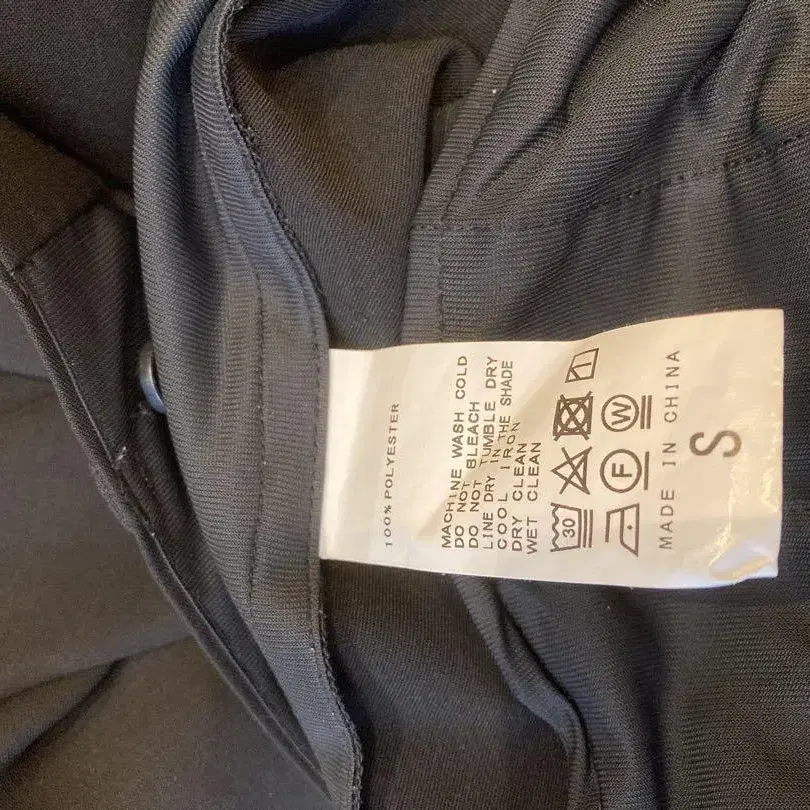 100% POLYESTER
MACHINE WASH COLD
DO NOT BLEACH
DO NOT TUMBLE DRY
LINE DRY IN THE SHADE
COOL IRON
DRY CLEAN
WET CLEAN
30
F W
MADE IN CHINA
S